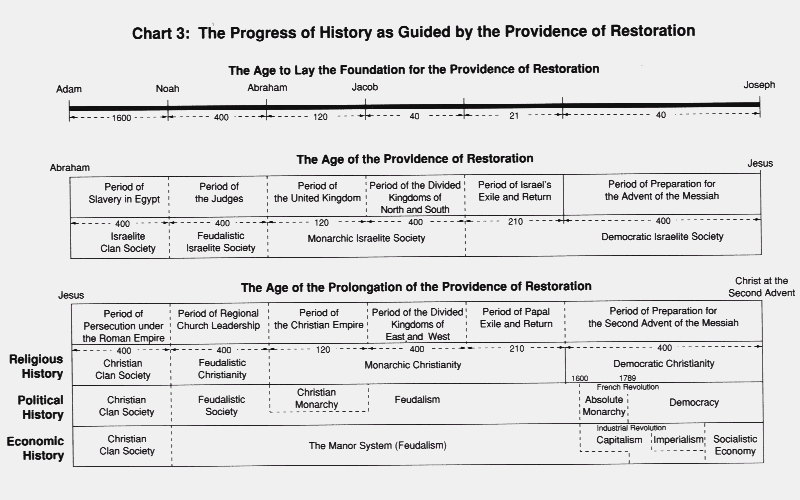 Chart 3: The Progress of History as Guided by the Providence of Restoration
The Age to Lay the Foundation for the Providence of Restoration
Adam Noah Abraham Jacob Joseph
1600 400 120 40 21 40
The Age of the Providence of Restoration
Abraham Jesus
Period of Slavery in Egypt
Period of the Judges
Period of the United Kingdom
Period of the Divided Kingdoms of North and South
Period of Israel's Exile and Return
Period of Preparation for the Advent of the Messiah
400 400 120 400 210 400
Israelite Clan Society
Feudalistic Israelite Society
Monarchic Israelite Society
Democratic Israelite Society
The Age of the Prolongation of the Providence of Restoration
Jesus
Christ at the Second Advent
Period of Persecution under the Roman Empire
Period of Regional Church Leadership
Period of the Christian Empire
Period of the Divided Kingdoms of East and West
Period of Papal Exile and Return
Period of Preparation for the Second Advent of the Messiah
400 400 120 400 210 400
Religious History
Christian Clan Society
Feudalistic Christianity
Monarchic Christianity
Democratic Christianity
1600 1789
French Revolution
Political History
Christian Clan Society
Feudalistic Society
Christian Monarchy
Feudalism
Absolute Monarchy
Democracy
Industrial Revolution
Economic History
Christian Clan Society
The Manor System (Feudalism)
Capitalism
Imperialism
Socialistic Economy